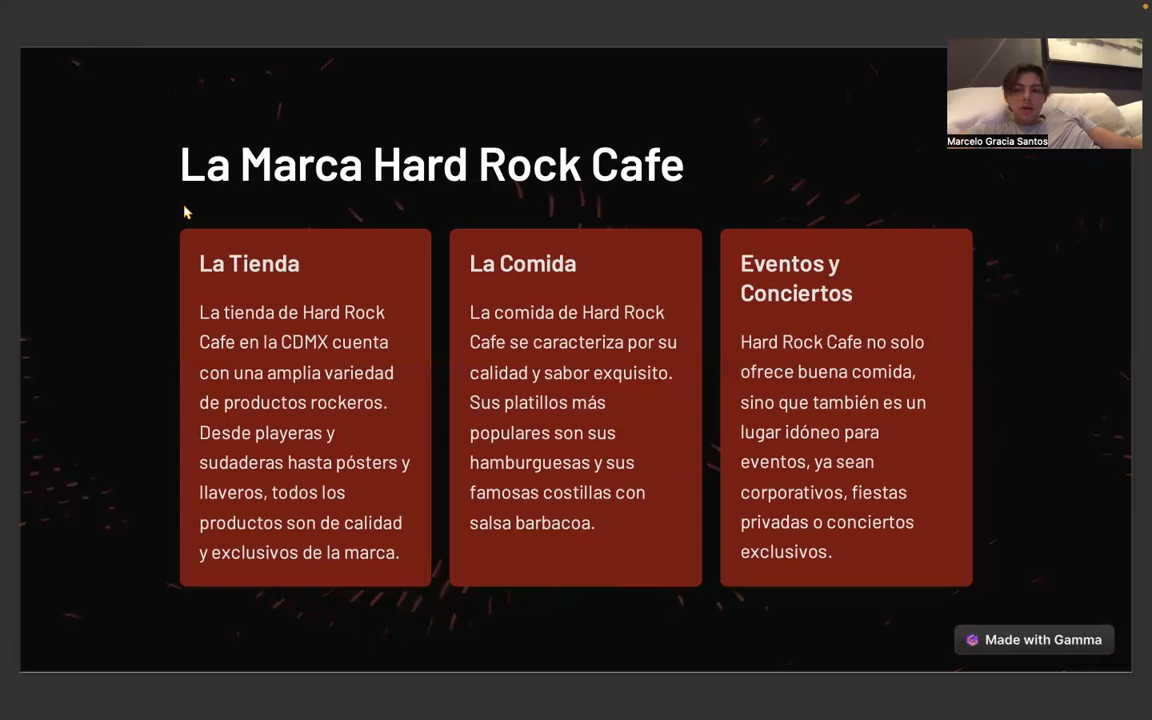 Marcelo Gracia Santos
La Marca Hard Rock Cafe
La Tienda
La tienda de Hard Rock
Cafe en la CDMX cuenta
con una amplia variedad
de productos rockeros.
Desde playeras y
sudaderas hasta pósters y
llaveros, todos los
productos son de calidad
y exclusivos de la marca.
La Comida
La comida de Hard Rock
Cafe se caracteriza por su
calidad y sabor exquisito.
Sus platillos más
populares son sus
hamburguesas y sus
famosas costillas con
salsa barbacoa.
Eventos y
Conciertos
Hard Rock Cafe no solo
ofrece buena comida,
sino que también es un
lugar idóneo para
eventos, ya sean
corporativos, fiestas
privadas o conciertos
exclusivos.
Made with Gamma